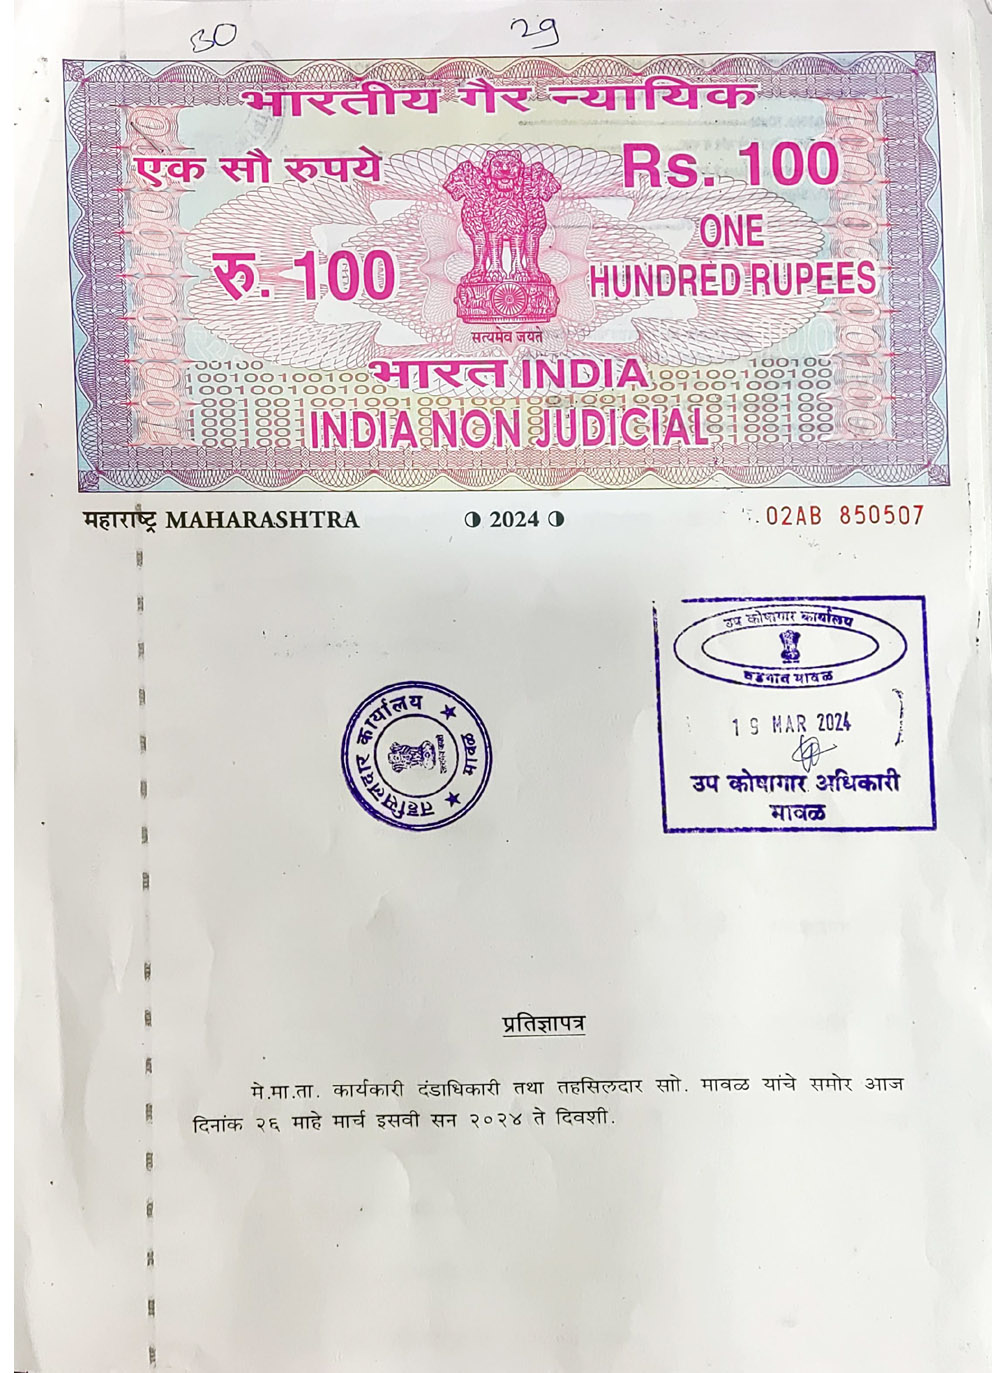 30 29
भारतीय गैर न्यायिक
एक सौ रुपये
Rs. 100
रु. 100
ONE
HUNDRED RUPEES
सत्यमेव जयते
भारत INDIA
INDIA NON JUDICIAL
महाराष्ट्र MAHARASHTRA
2024
02AB 850507
उप कोषागार कार्यालय
वडगाव मावळ
19 MAR 2024
उप कोषागार अधिकारी
मावळ
तहसिलदार कार्यालय ★ मावळ ★
प्रतिज्ञापत्र
मे.मा.ता. कार्यकारी दंडाधिकारी तथा तहसिलदार साो. मावळ यांचे समोर आज
दिनांक २६ माहे मार्च इसवी सन २०२४ ते दिवशी.